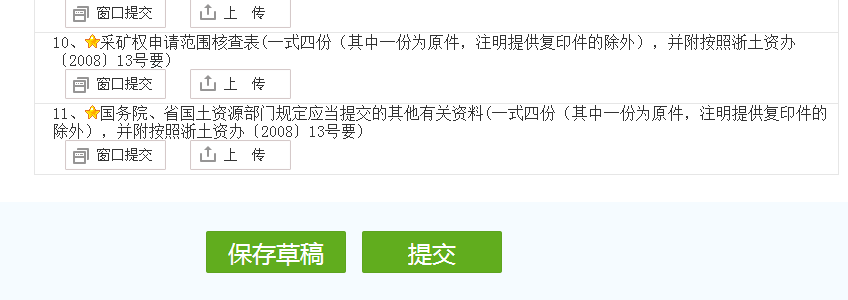 窗口提交 上 传
10、采矿权申请范围核查表(一式四份（其中一份为原件，注明提供复印件的除外），并附按照浙土资办
〔2008〕13号要)
窗口提交 上 传
11、国务院、省国土资源部门规定应当提交的其他有关资料(一式四份（其中一份为原件，注明提供复印件的
除外），并附按照浙土资办〔2008〕13号要)
窗口提交 上 传
保存草稿 提交